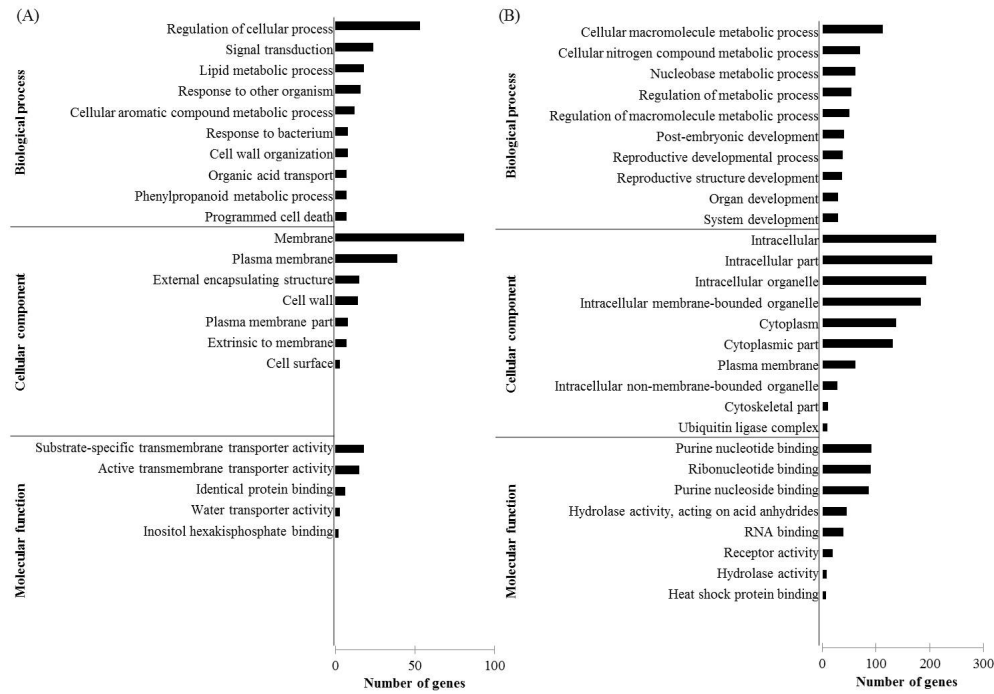 (A)
Biological process
Regulation of cellular process
Signal transduction
Lipid metabolic process
Response to other organism
Cellular aromatic compound metabolic process
Response to bacterium
Cell wall organization
Organic acid transport
Phenylpropanoid metabolic process
Programmed cell death
Cellular component
Membrane
Plasma membrane
External encapsulating structure
Cell wall
Plasma membrane part
Extrinsic to membrane
Cell surface
Molecular function
Substrate-specific transmembrane transporter activity
Active transmembrane transporter activity
Identical protein binding
Water transporter activity
Inositol hexakisphosphate binding
0 50 100
Number of genes
(B)
Biological process
Cellular macromolecule metabolic process
Cellular nitrogen compound metabolic process
Nucleobase metabolic process
Regulation of metabolic process
Regulation of macromolecule metabolic process
Post-embryonic development
Reproductive developmental process
Reproductive structure development
Organ development
System development
Cellular component
Intracellular
Intracellular part
Intracellular organelle
Intracellular membrane-bounded organelle
Cytoplasm
Cytoplasmic part
Plasma membrane
Intracellular non-membrane-bounded organelle
Cytoskeletal part
Ubiquitin ligase complex
Molecular function
Purine nucleotide binding
Ribonucleotide binding
Purine nucleoside binding
Hydrolase activity, acting on acid anhydrides
RNA binding
Receptor activity
Hydrolase activity
Heat shock protein binding
0 100 200 300
Number of genes